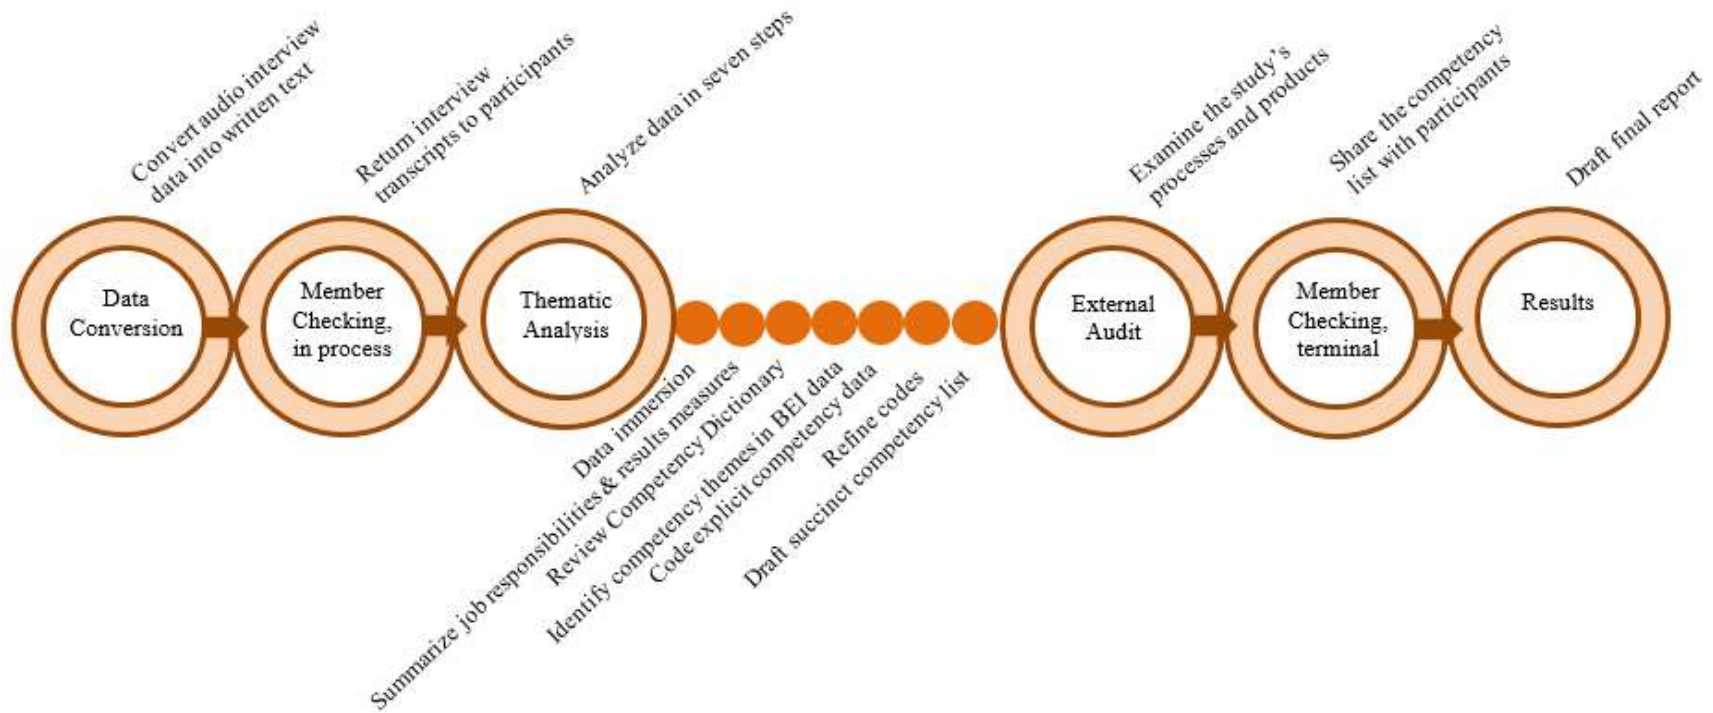 Convert audio interview
data into written text
Return interview
transcripts to participants
Analyze data in seven steps
Examine the study's
processes and products
Share the competency
list with participants
Draft final report
Data
Conversion
Member
Checking,
in process
Thematic
Analysis
External
Audit
Member
Checking,
terminal
Results
Data immersion
Summarize job responsibilities & results measures
Review Competency Dictionary
Identify competency themes in BEI data
Code explicit competency data
Refine codes
Draft succinct competency list